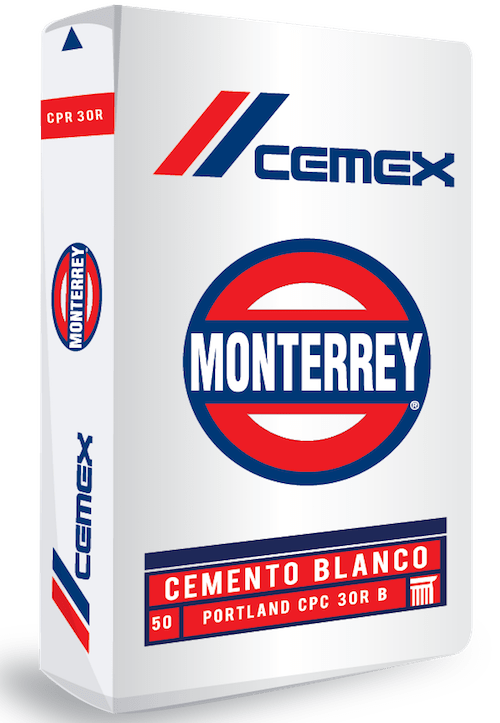 CPR 30R
MONTERREY
CEMEX
CEMEX
MONTERREY
®
CEMENTO BLANCO
50
PORTLAND CPC 30R B